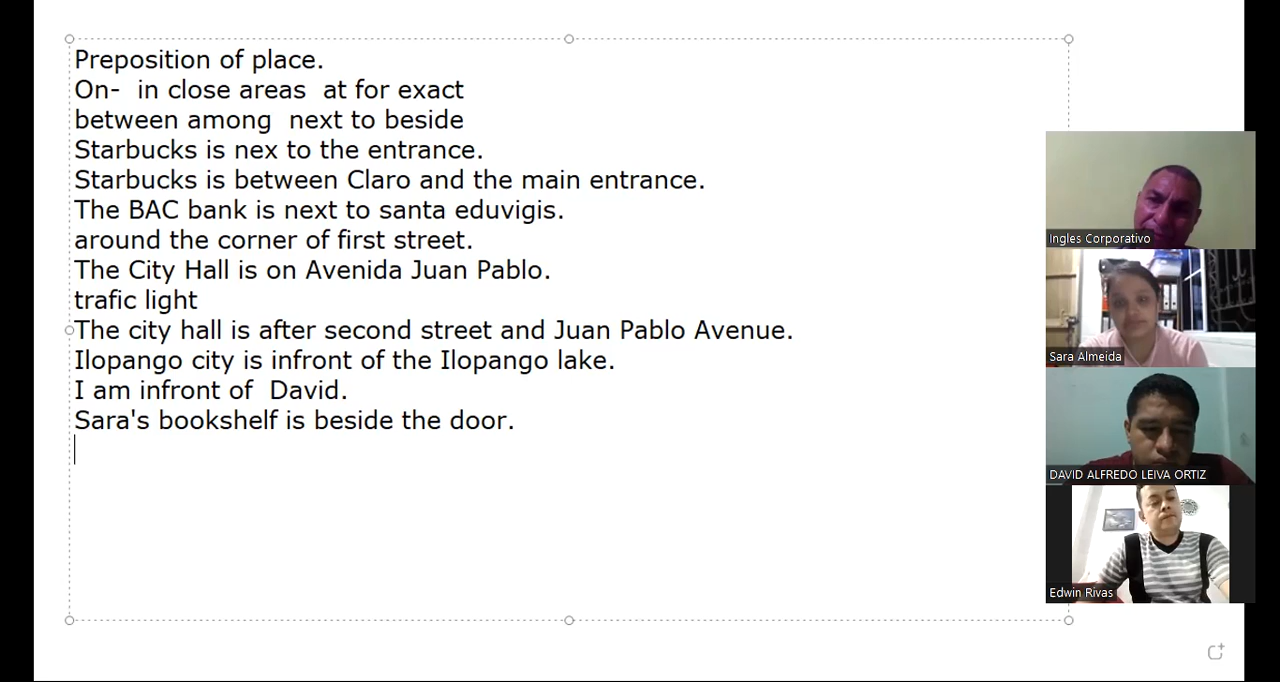 Preposition of place.
On-  in close areas  at for exact
between among  next to beside
Starbucks is nex to the entrance.
Starbucks is between Claro and the main entrance.
The BAC bank is next to santa eduvigis.
around the corner of first street.
The City Hall is on Avenida Juan Pablo.
trafic light
The city hall is after second street and Juan Pablo Avenue.
Ilopango city is infront of the Ilopango lake.
I am infront of  David.
Sara's bookshelf is beside the door.
Ingles Corporativo
Sara Almeida
DAVID ALFREDO LEIVA ORTIZ
Edwin Rivas